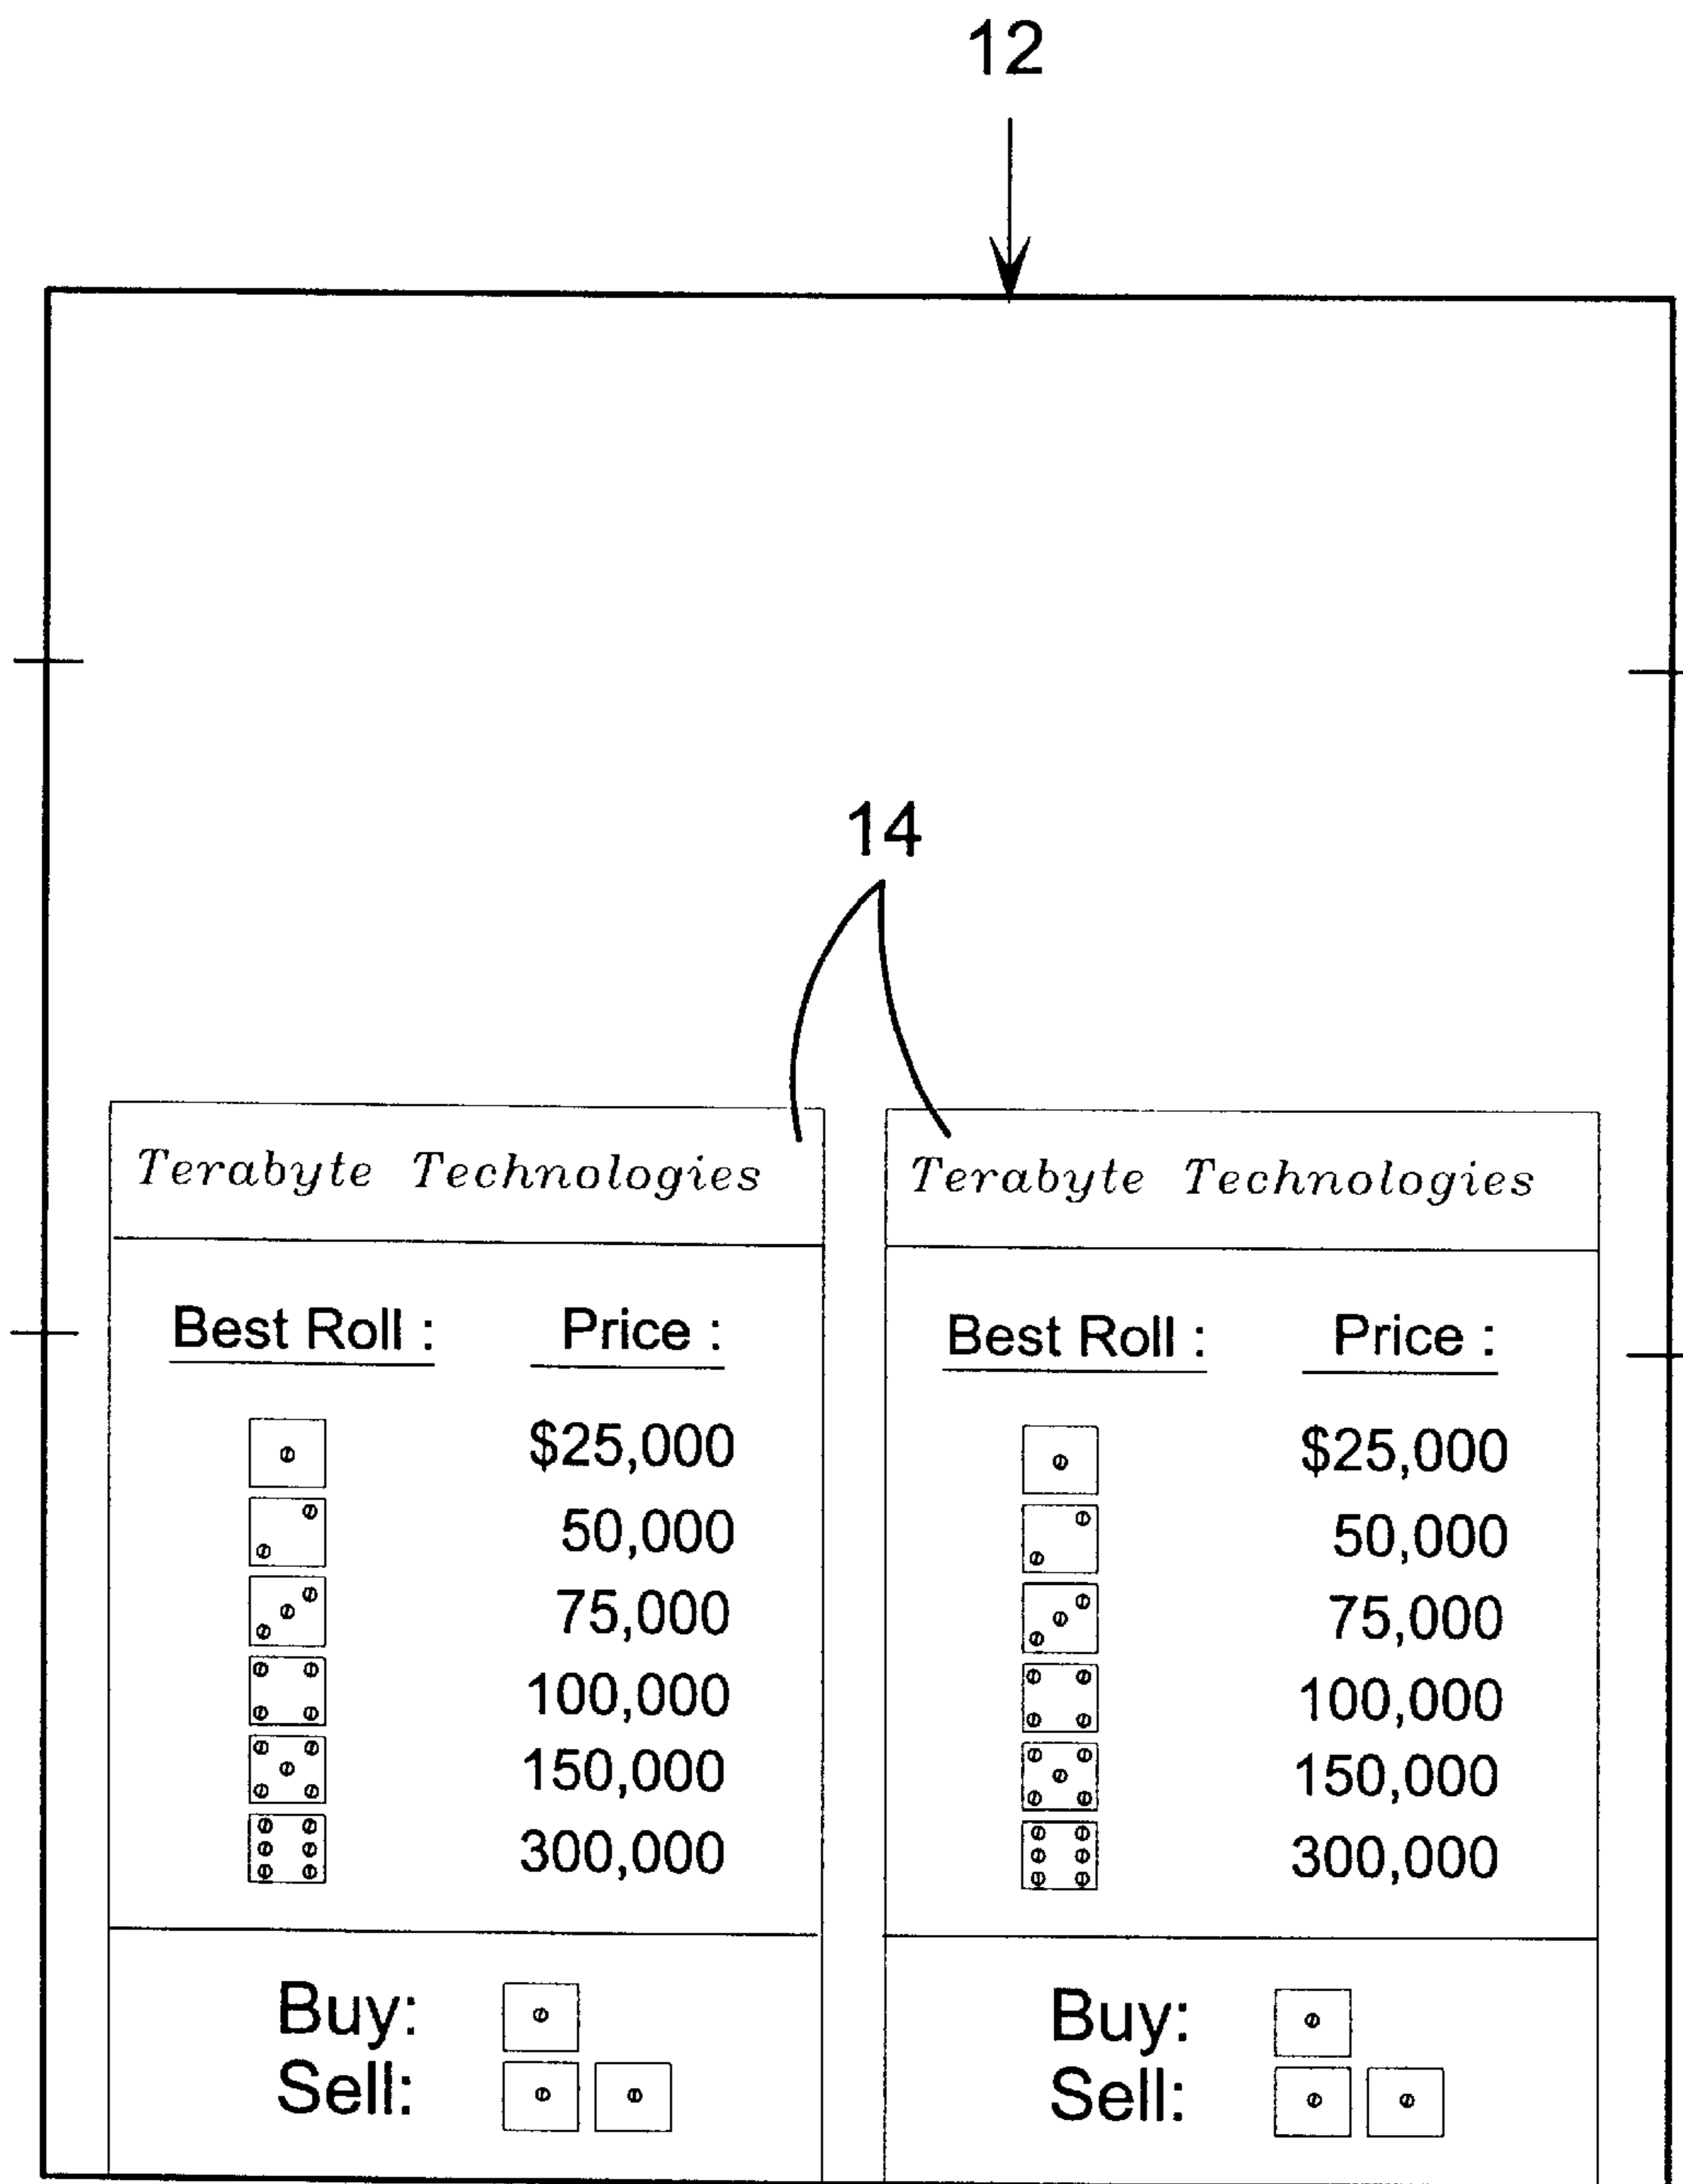 12
14
Terabyte Technologies
Best Roll : Price :
$25,000
50,000
75,000
100,000
150,000
300,000
Buy:
Sell:
Terabyte Technologies
Best Roll : Price :
$25,000
50,000
75,000
100,000
150,000
300,000
Buy:
Sell: